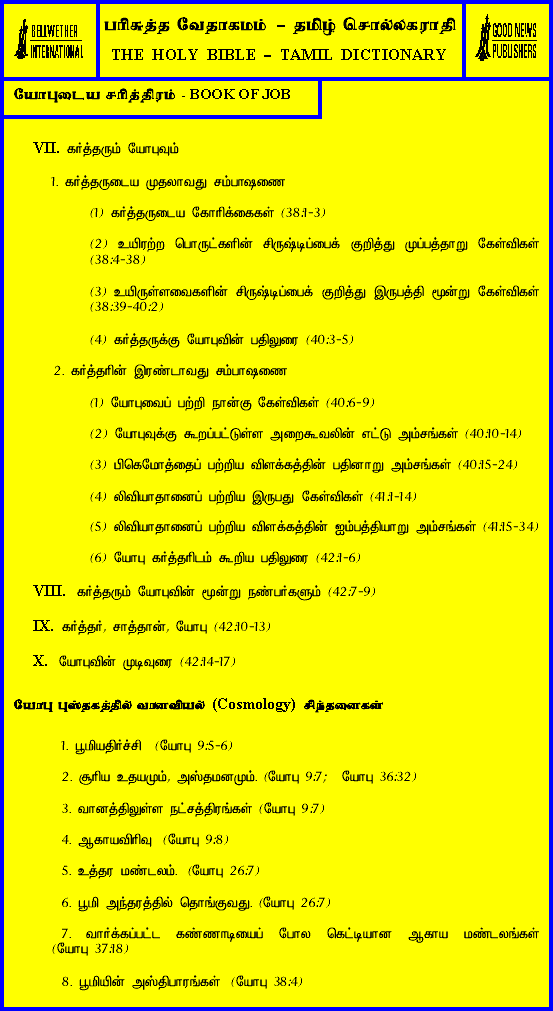 BELLWETHER
INTERNATIONAL
பரிசுத்த வேதாகமம் – தமிழ் சொல்லகராதி
THE HOLY BIBLE – TAMIL DICTIONARY
GOOD NEWS
PUBLISHERS
யோபுடைய சரித்திரம் - BOOK OF JOB
VII. கர்த்தரும் யோபுவும்
1. கர்த்தருடைய முதலாவது சம்பாஷணை
(1) கர்த்தருடைய கோரிக்கைகள் (38:1-3)
(2) உயிரற்ற பொருட்களின் சிருஷ்டிப்பைக் குறித்து முப்பத்தாறு கேள்விகள்
(38:4-38)
(3) உயிருள்ளவைகளின் சிருஷ்டிப்பைக் குறித்து இருபத்தி மூன்று கேள்விகள்
(38:39-40:2)
(4) கர்த்தருக்கு யோபுவின் பதிலுரை (40:3-5)
2. கர்த்தரின் இரண்டாவது சம்பாஷணை
(1) யோபுவைப் பற்றி நான்கு கேள்விகள் (40:6-9)
(2) யோபுவுக்கு கூறப்பட்டுள்ள அறைகூவலின் எட்டு அம்சங்கள் (40:10-14)
(3) பிகெமோத்தைப் பற்றிய விளக்கத்தின் பதினாறு அம்சங்கள் (40:15-24)
(4) லிவியாதானைப் பற்றிய இருபது கேள்விகள் (41:1-14)
(5) லிவியாதானைப் பற்றிய விளக்கத்தின் ஐம்பத்தியாறு அம்சங்கள் (41:15-34)
(6) யோபு கர்த்தரிடம் கூறிய பதிலுரை (42:1-6)
VIII. கர்த்தரும் யோபுவின் மூன்று நண்பர்களும் (42:7-9)
IX. கர்த்தர், சாத்தான், யோபு (42:10-13)
X. யோபுவின் முடிவுரை (42:14-17)
யோபு புஸ்தகத்தில் வானவியல் (Cosmology) சிந்தனைகள்
1. பூமியதிர்ச்சி (யோபு 9:5-6)
2. சூரிய உதயமும், அஸ்தமனமும். (யோபு 9:7; யோபு 36:32)
3. வானத்திலுள்ள நட்சத்திரங்கள் (யோபு 9:7)
4. ஆகாயவிரிவு (யோபு 9:8)
5. உத்தர மண்டலம். (யோபு 26:7)
6. பூமி அந்தரத்தில் தொங்குவது. (யோபு 26:7)
7. வார்க்கப்பட்ட கண்ணாடியைப் போல கெட்டியான ஆகாய மண்டலங்கள்
(யோபு 37:18)
8. பூமியின் அஸ்திபாரங்கள் (யோபு 38:4)